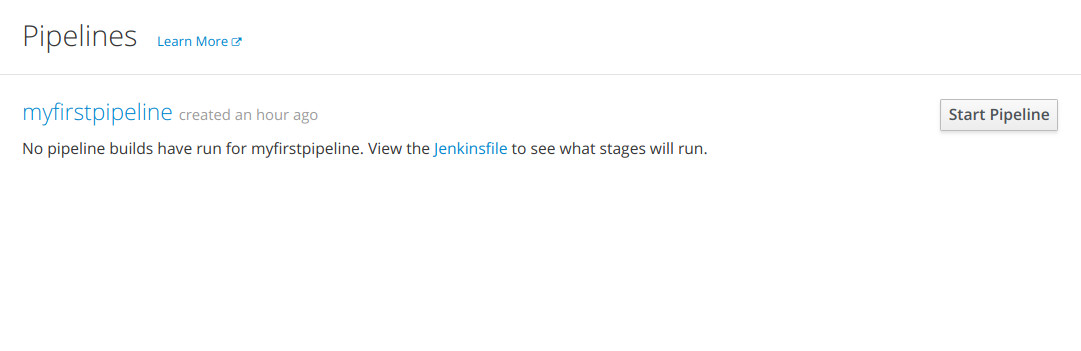 Pipelines Learn More
myfirstpipeline created an hour ago Start Pipeline
No pipeline builds have run for myfirstpipeline. View the Jenkinsfile to see what stages will run.